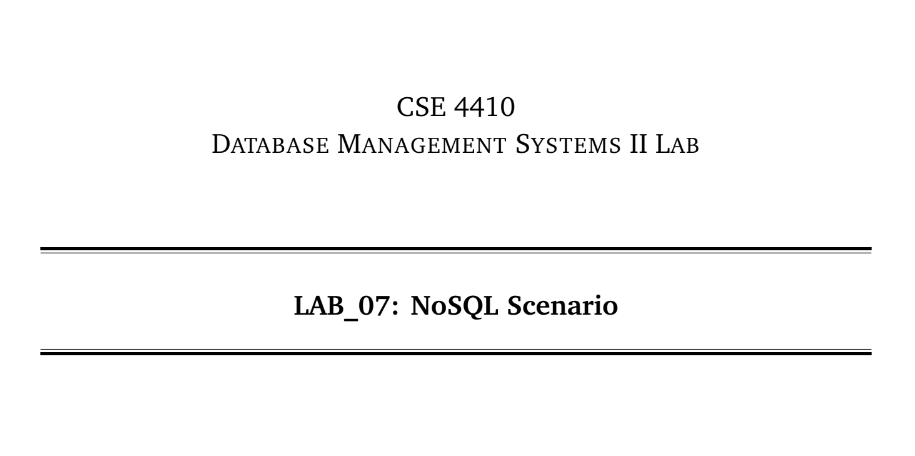 CSE 4410
DATABASE MANAGEMENT SYSTEMS II LAB
LAB_07: NoSQL Scenario